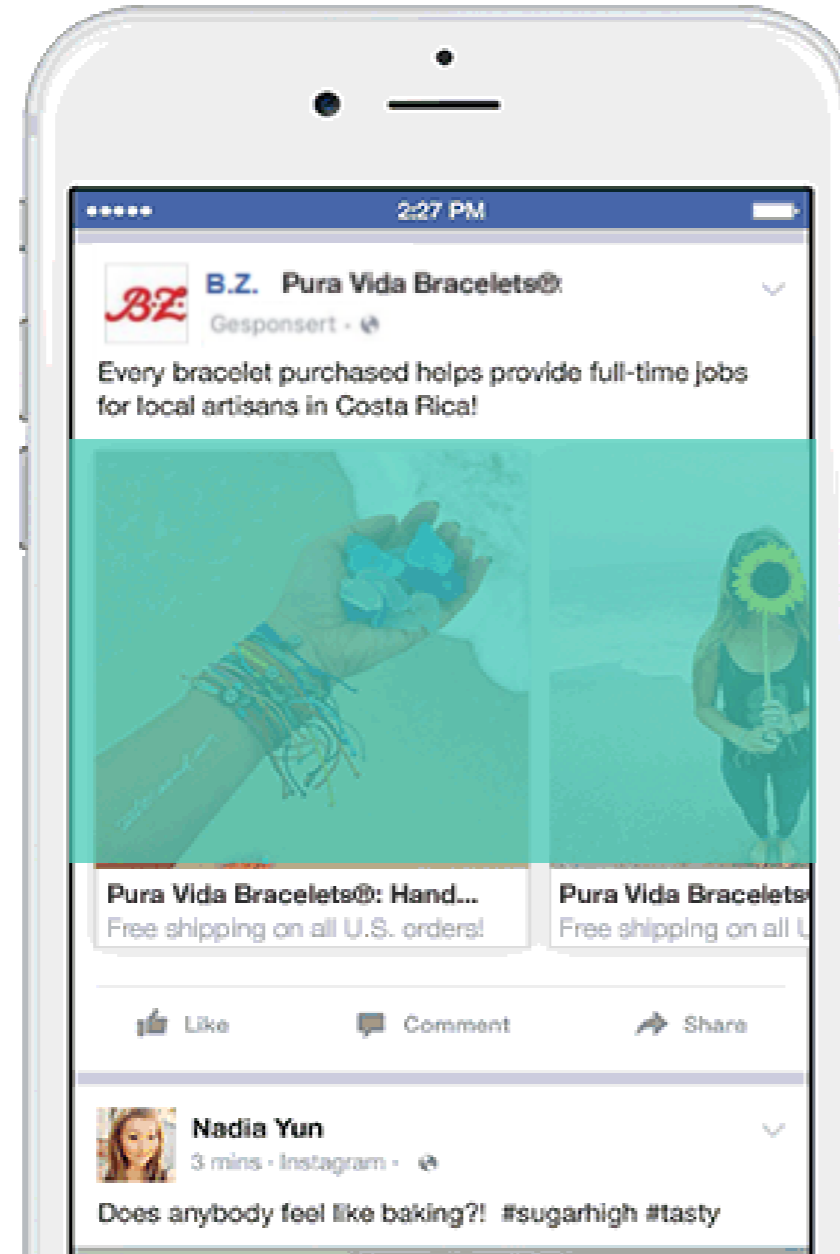 2:27 PM
B.Z.
B.Z. Pura Vida Bracelets®:
Gesponsert ·
Every bracelet purchased helps provide full-time jobs
for local artisans in Costa Rica!
Pura Vida Bracelets®: Hand...
Pura Vida Bracelets
Free shipping on all U.S. orders!
Free shipping on all U
Like
Comment
Share
Nadia Yun
3 mins · Instagram ·
Does anybody feel like baking?! #sugarhigh #tasty